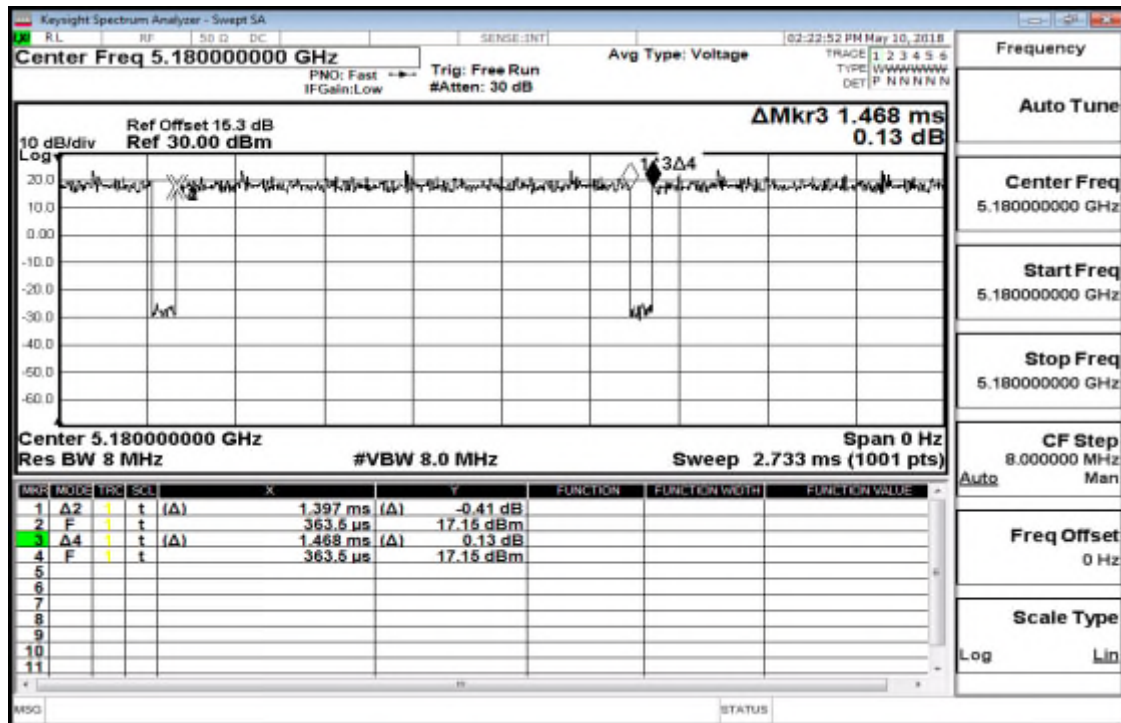 Keysight Spectrum Analyzer - Swept SA
LXI RL RF 50 Ω DC SENSE:INT 02:22:52 PM May 10, 2018
Center Freq 5.180000000 GHz Avg Type: Voltage TRACE 1 2 3 4 5 6
PNO: Fast Trig: Free Run TYPE WWWWWW
IFGain:Low #Atten: 30 dB DET P N N N N N
ΔMkr3 1.468 ms
0.13 dB
Ref Offset 15.3 dB
10 dB/div Ref 30.00 dBm
Log
3Δ4
20.0
10.0
0.00
-10.0
-20.0
-30.0
-40.0
-50.0
-60.0
Center 5.180000000 GHz Span 0 Hz
Res BW 8 MHz #VBW 8.0 MHz Sweep 2.733 ms (1001 pts)
MKR MODE TRC SCL X Y FUNCTION FUNCTION WIDTH FUNCTION VALUE
1 Δ2 1 t (Δ) 1.397 ms (Δ) -0.41 dB
2 F 1 t 363.5 µs 17.15 dBm
3 Δ4 1 t (Δ) 1.468 ms (Δ) 0.13 dB
4 F 1 t 363.5 µs 17.15 dBm
5
6
7
8
9
10
11
MSG STATUS
Frequency
Auto Tune
Center Freq
5.180000000 GHz
Start Freq
5.180000000 GHz
Stop Freq
5.180000000 GHz
CF Step
8.000000 MHz
Auto Man
Freq Offset
0 Hz
Scale Type
Log Lin